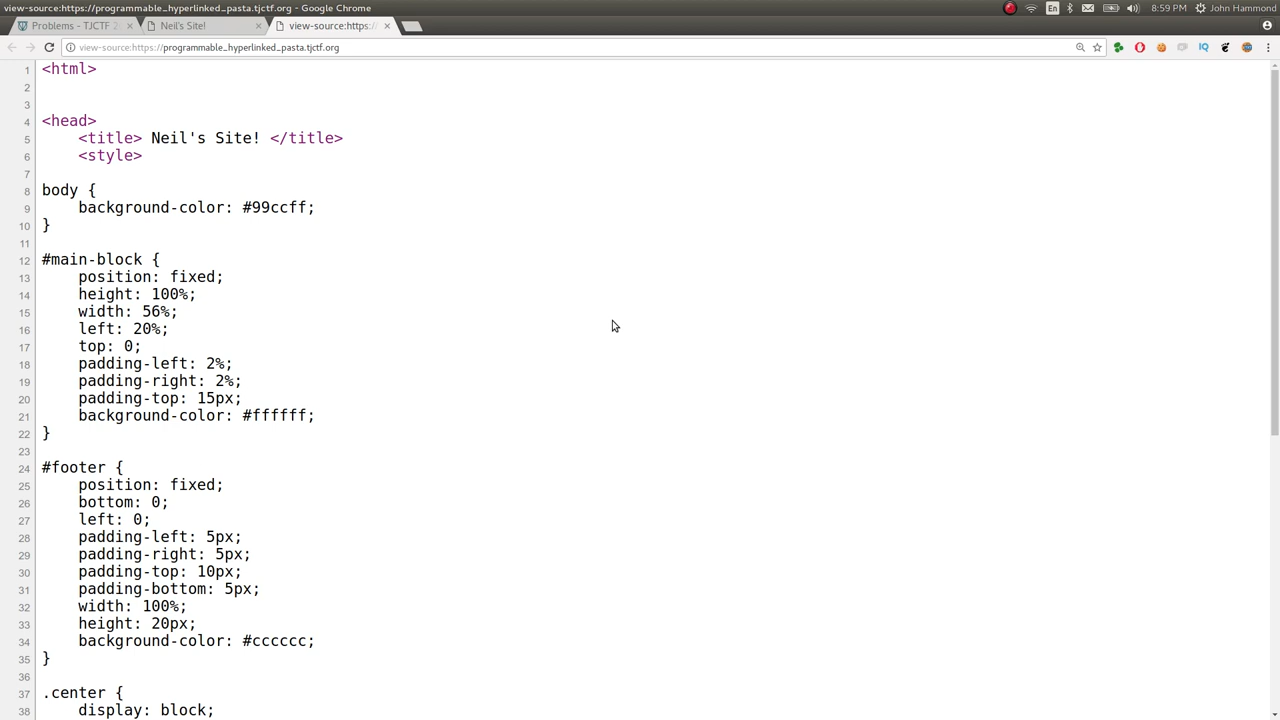 view-source:https://programmable_hyperlinked_pasta.tjctf.org - Google Chrome
En
8:59 PM
John Hammond
Problems - TJCTF 2
Neil's Site!
view-source:https:/
view-source:https://programmable_hyperlinked_pasta.tjctf.org
IQ
1 <html>
2
3
4 <head>
5 <title> Neil's Site! </title>
6 <style>
7
8 body {
9 background-color: #99ccff;
10 }
11
12 #main-block {
13 position: fixed;
14 height: 100%;
15 width: 56%;
16 left: 20%;
17 top: 0;
18 padding-left: 2%;
19 padding-right: 2%;
20 padding-top: 15px;
21 background-color: #ffffff;
22 }
23
24 #footer {
25 position: fixed;
26 bottom: 0;
27 left: 0;
28 padding-left: 5px;
29 padding-right: 5px;
30 padding-top: 10px;
31 padding-bottom: 5px;
32 width: 100%;
33 height: 20px;
34 background-color: #cccccc;
35 }
36
37 .center {
38 display: block;